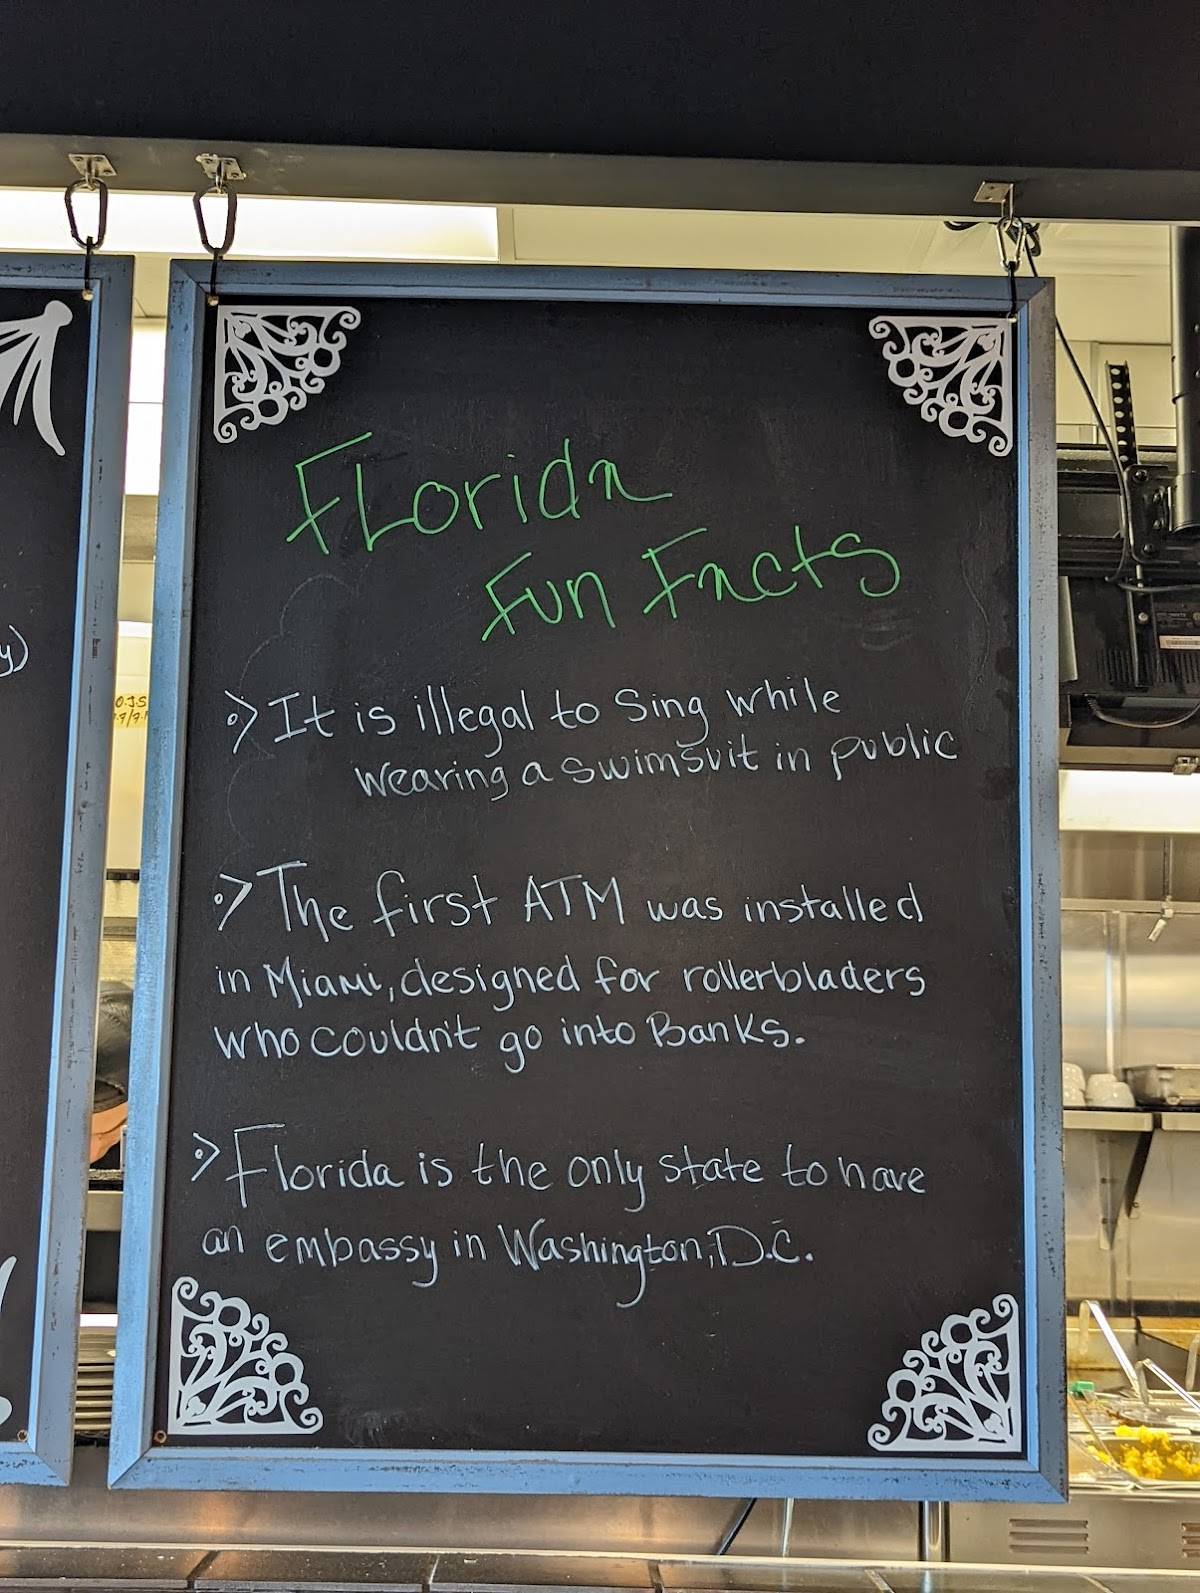 FLorida
Fun Facts
It is illegal to Sing while
wearing a swimsuit in public
The first ATM was installed
in Miami, designed for rollerbladers
who couldn't go into Banks.
Florida is the only state to have
an embassy in Washington, D.C.
y)
O.J.S